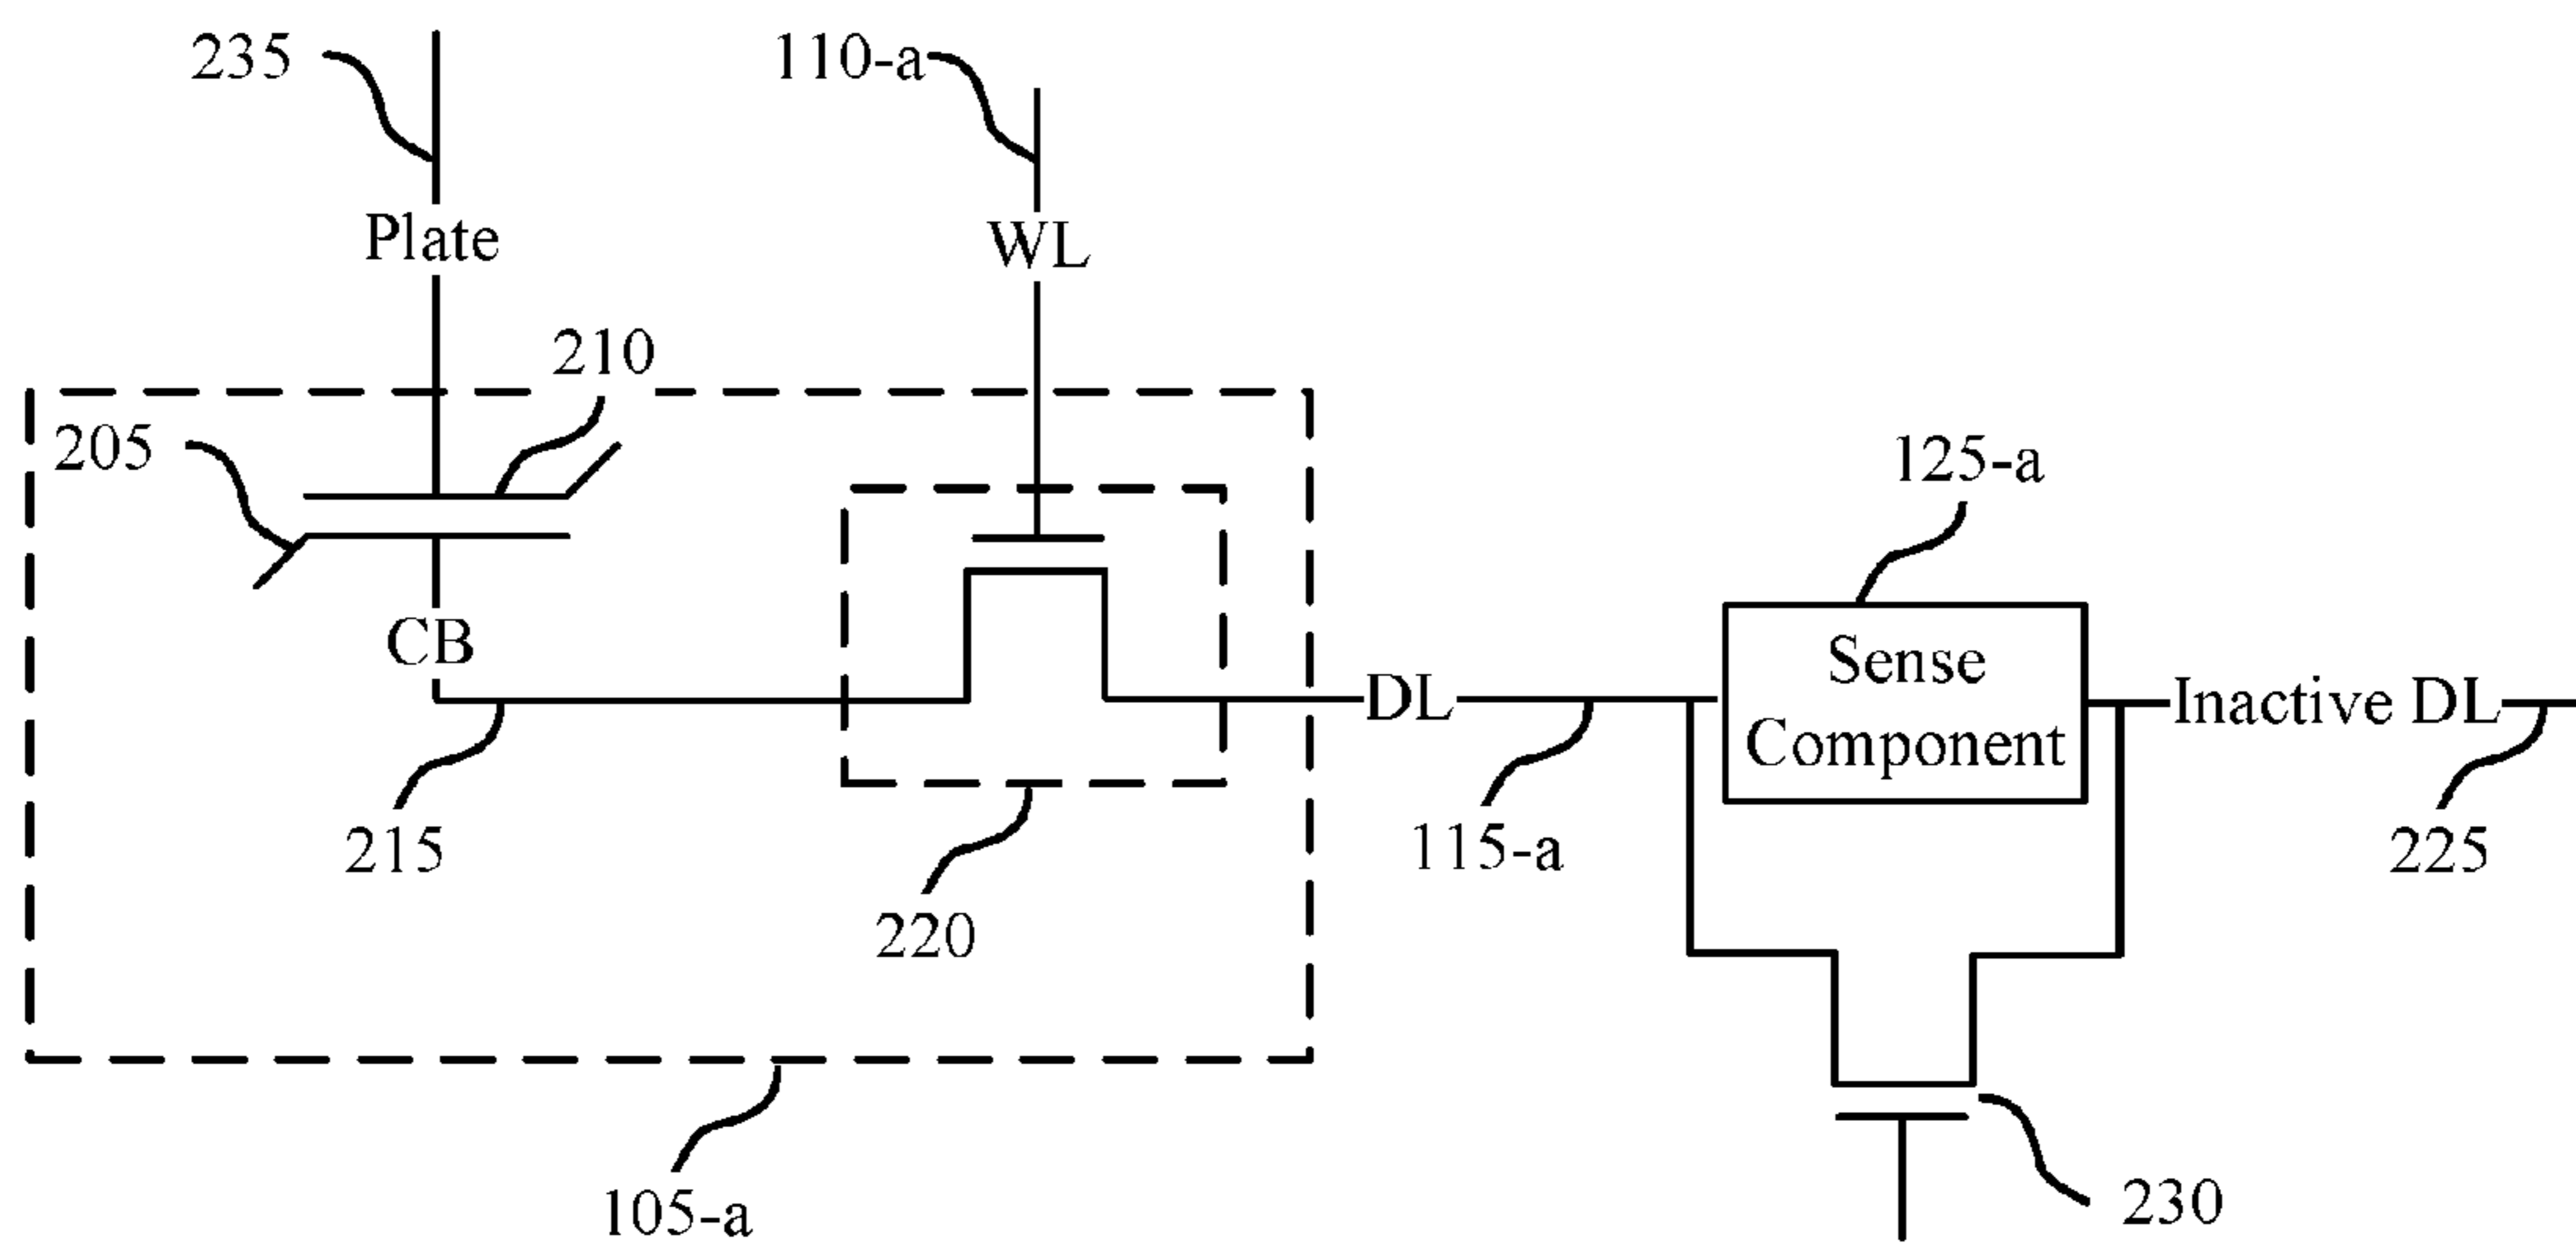 235
110-a
Plate
WL
210
205
125-a
CB
Sense
Component
DL
Inactive DL
215
115-a
225
220
105-a
230